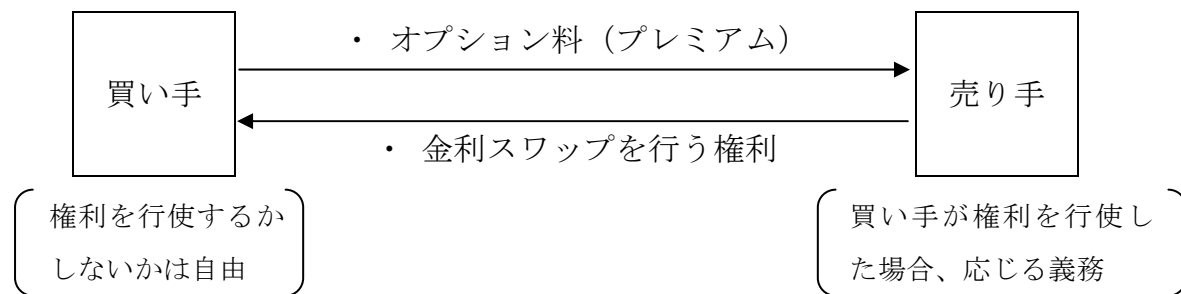 ・ オプション料（プレミアム）
買い手
売り手
・ 金利スワップを行う権利
権利を行使するか
しないかは自由
買い手が権利を行使し
た場合、応じる義務